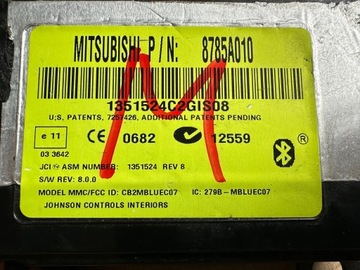 MITSUBISHI P/N: 8785A010
1351524C2GIS08
U;S, PATENTS, 7257426, ADDITIONAL PATENTS PENDING
e 11 CE 0682 N 12559
03 3642
JCI ASM NUMBER: 1351524 REV 8
S/W REV: 8.0.0
MODEL MMC/FCC ID: CB2MBLUEC07 IC: 279B-MBLUEC07
JOHNSON CONTROLS INTERIORS
M